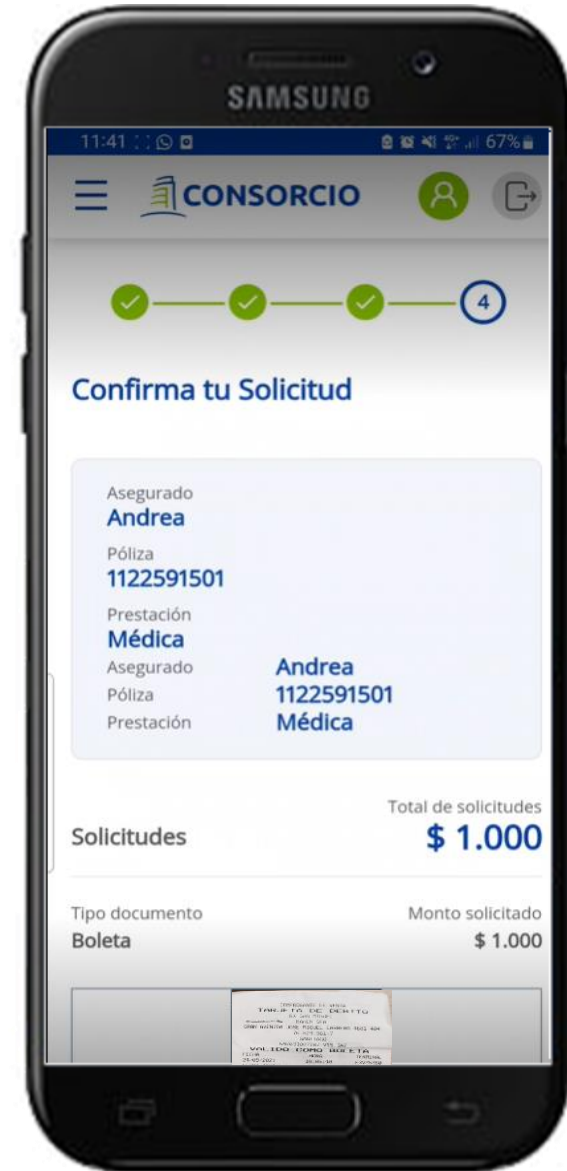 SAMSUNG
11:41 67%
CONSORCIO
4
Confirma tu Solicitud
Asegurado
Andrea
Póliza
1122591501
Prestación
Médica
Asegurado Andrea
Póliza 1122591501
Prestación Médica
Total de solicitudes
Solicitudes $ 1.000
Tipo documento Monto solicitado
Boleta $ 1.000
TARJETA DE DEBITO
VALIDO COMO BOLETA